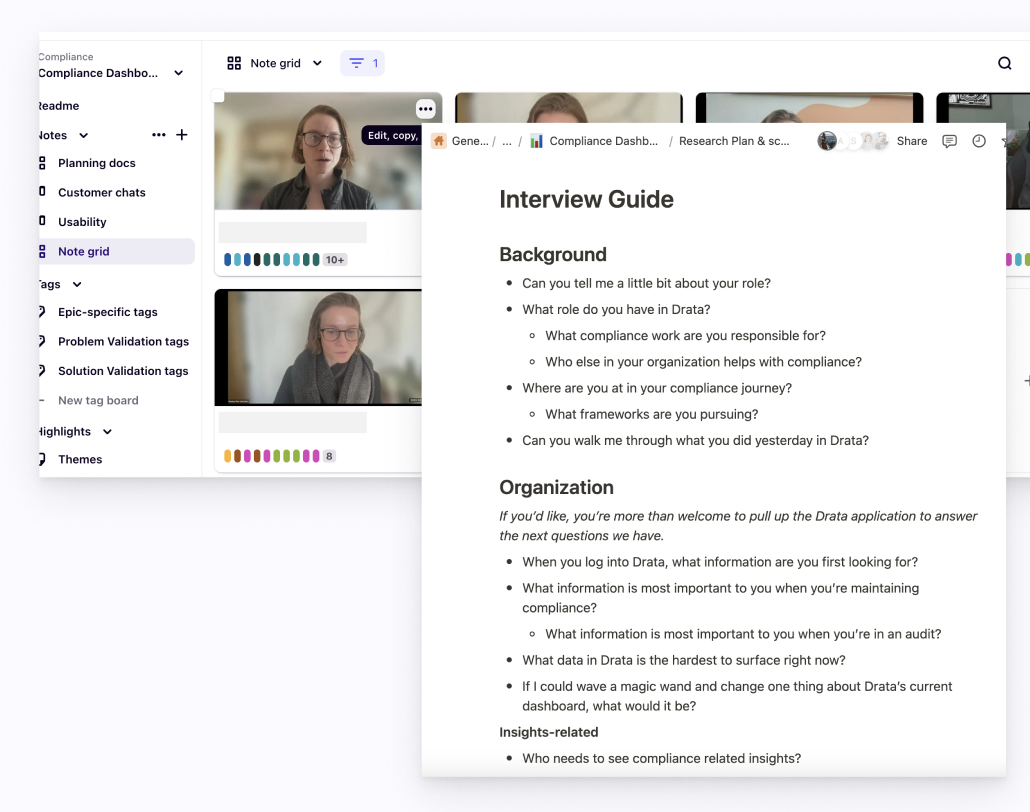 Compliance
Compliance Dashbo...
Readme
Notes
Planning docs
Customer chats
Usability
Note grid
Tags
Epic-specific tags
Problem Validation tags
Solution Validation tags
New tag board
Highlights
Themes
Note grid
1
Edit, copy,
10+
8
Gene... / ... / Compliance Dashb... / Research Plan & sc...
S
Share
Interview Guide
Background
• Can you tell me a little bit about your role?
• What role do you have in Drata?
◦ What compliance work are you responsible for?
◦ Who else in your organization helps with compliance?
• Where are you at in your compliance journey?
◦ What frameworks are you pursuing?
• Can you walk me through what you did yesterday in Drata?
Organization
If you’d like, you’re more than welcome to pull up the Drata application to answer
the next questions we have.
• When you log into Drata, what information are you first looking for?
• What information is most important to you when you’re maintaining
compliance?
◦ What information is most important to you when you’re in an audit?
• What data in Drata is the hardest to surface right now?
• If I could wave a magic wand and change one thing about Drata’s current
dashboard, what would it be?
Insights-related
• Who needs to see compliance related insights?